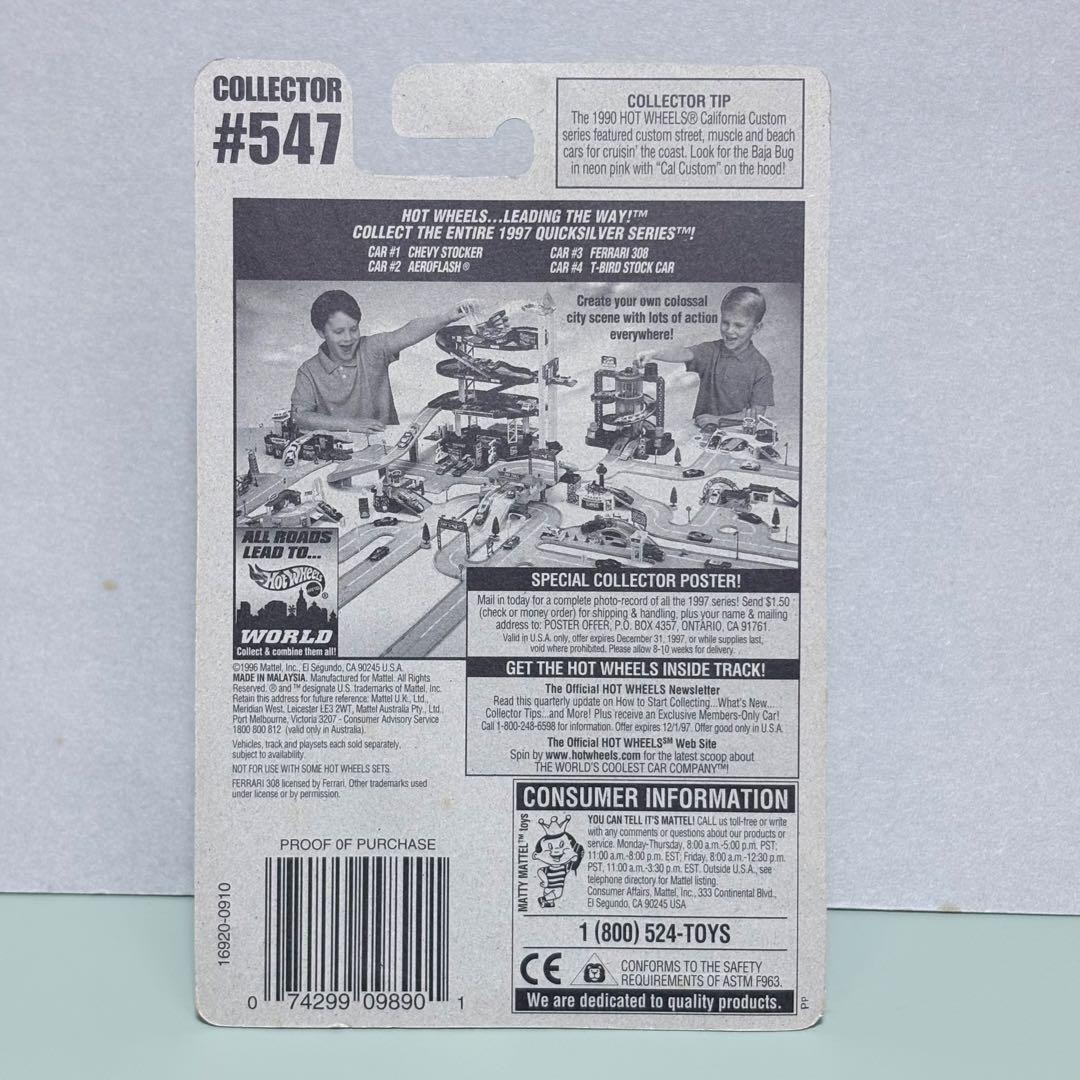 COLLECTOR
#547
COLLECTOR TIP
The 1990 HOT WHEELS® California Custom
series featured custom street, muscle and beach
cars for cruisin' the coast. Look for the Baja Bug
in neon pink with "Cal Custom" on the hood!
HOT WHEELS...LEADING THE WAY!™
COLLECT THE ENTIRE 1997 QUICKSILVER SERIES™!
CAR #1 CHEVY STOCKER
CAR #2 AEROFLASH®
CAR #3 FERRARI 308
CAR #4 T-BIRD STOCK CAR
Create your own colossal
city scene with lots of action
everywhere!
ALL ROADS
LEAD TO...
HOT WHEELS®
WORLD
Collect & combine them all!
SPECIAL COLLECTOR POSTER!
Mail in today for a complete photo-record of all the 1997 series! Send $1.50
(check or money order) for shipping & handling, plus your name & mailing
address to: POSTER OFFER, P.O. BOX 4357, ONTARIO, CA 91761.
Valid in U.S.A. only, offer expires December 31, 1997, or while supplies last,
void where prohibited. Please allow 8-10 weeks for delivery.
GET THE HOT WHEELS INSIDE TRACK!
The Official HOT WHEELS Newsletter
Read this quarterly update on How to Start Collecting...What's New...
Collector Tips...and More! Plus receive an Exclusive Members-Only Car!
Call 1-800-248-6598 for information. Offer expires 12/1/97. Offer good only in U.S.A.
The Official HOT WHEELS℠ Web Site
Spin by www.hotwheels.com for the latest scoop about
THE WORLD'S COOLEST CAR COMPANY™!
©1996 Mattel, Inc., El Segundo, CA 90245 U.S.A.
MADE IN MALAYSIA. Manufactured for Mattel. All Rights
Reserved. ® and ™ designate U.S. trademarks of Mattel, Inc.
Retain this address for future reference: Mattel U.K., Ltd.,
Meridian West, Leicester LE3 2WT, Mattel Australia Pty., Ltd.,
Port Melbourne, Victoria 3207 - Consumer Advisory Service
1800 800 812 (valid only in Australia).
Vehicles, track and playsets each sold separately,
subject to availability.
NOT FOR USE WITH SOME HOT WHEELS SETS.
FERRARI 308 licensed by Ferrari. Other trademarks used
under license or by permission.
CONSUMER INFORMATION
MATTY MATTEL™ toys
YOU CAN TELL IT'S MATTEL! CALL us toll-free or write
with any comments or questions about our products or
service. Monday-Thursday, 8:00 a.m.-5:00 p.m. PST;
11:00 a.m.-8:00 p.m. EST; Friday, 8:00 a.m.-12:30 p.m.
PST, 11:00 a.m.-3:30 p.m. EST. Outside U.S.A., see
telephone directory for Mattel listing.
Consumer Affairs, Mattel, Inc., 333 Continental Blvd.,
El Segundo, CA 90245 USA
1 (800) 524-TOYS
CE
CONFORMS TO THE SAFETY
REQUIREMENTS OF ASTM F963.
We are dedicated to quality products.
PP
PROOF OF PURCHASE
16920-0910
0 74299 09890 1